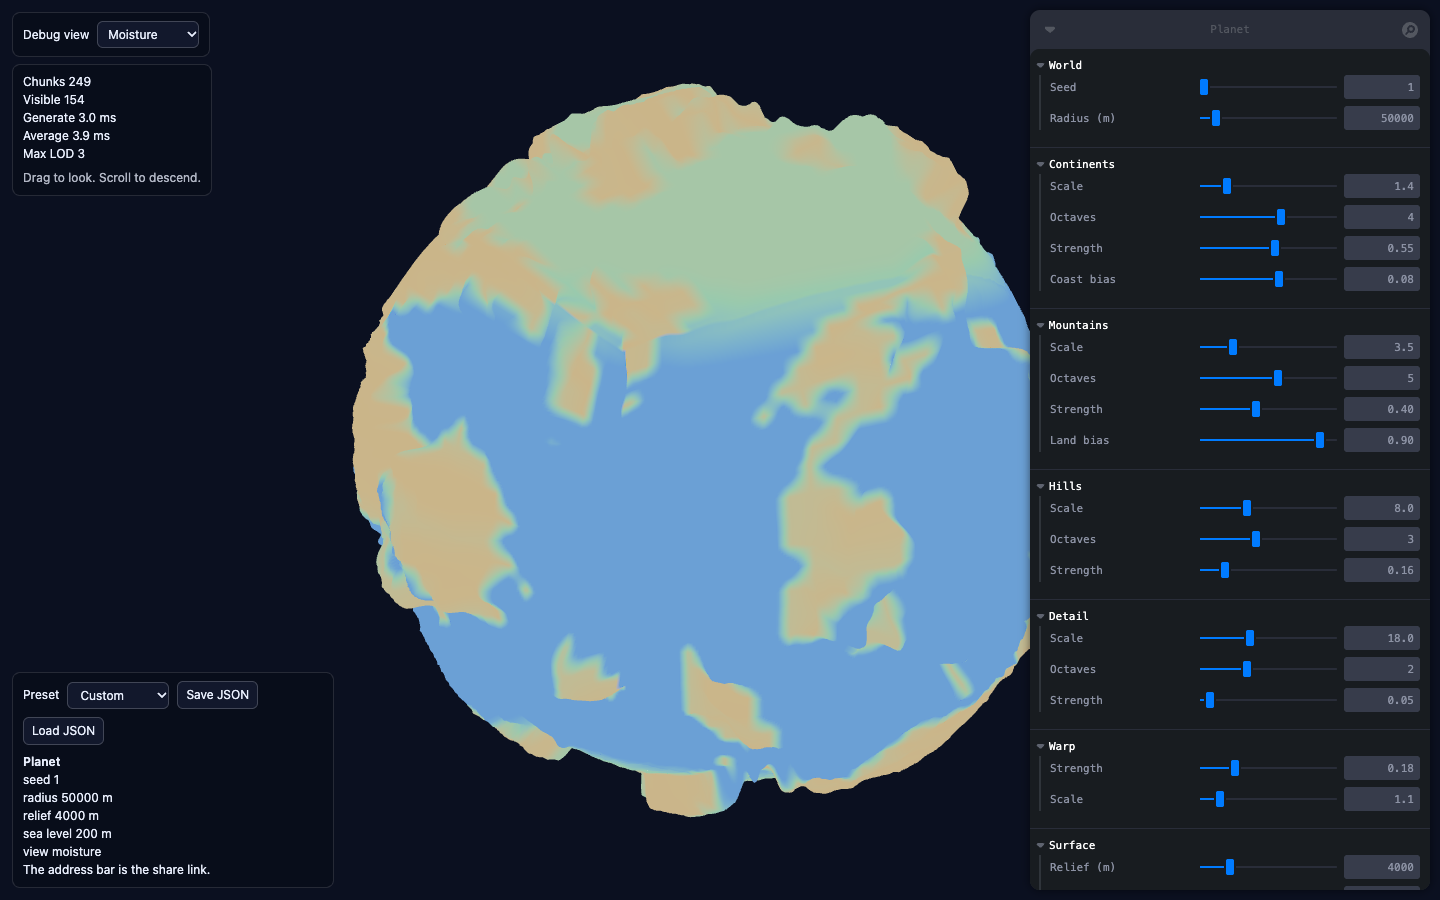 Debug view Moisture
Chunks 249
Visible 154
Generate 3.0 ms
Average 3.9 ms
Max LOD 3
Drag to look. Scroll to descend.
Preset Custom Save JSON
Load JSON
Planet
seed 1
radius 50000 m
relief 4000 m
sea level 200 m
view moisture
The address bar is the share link.
Planet
World
Seed 1
Radius (m) 50000
Continents
Scale 1.4
Octaves 4
Strength 0.55
Coast bias 0.08
Mountains
Scale 3.5
Octaves 5
Strength 0.40
Land bias 0.90
Hills
Scale 8.0
Octaves 3
Strength 0.16
Detail
Scale 18.0
Octaves 2
Strength 0.05
Warp
Strength 0.18
Scale 1.1
Surface
Relief (m) 4000